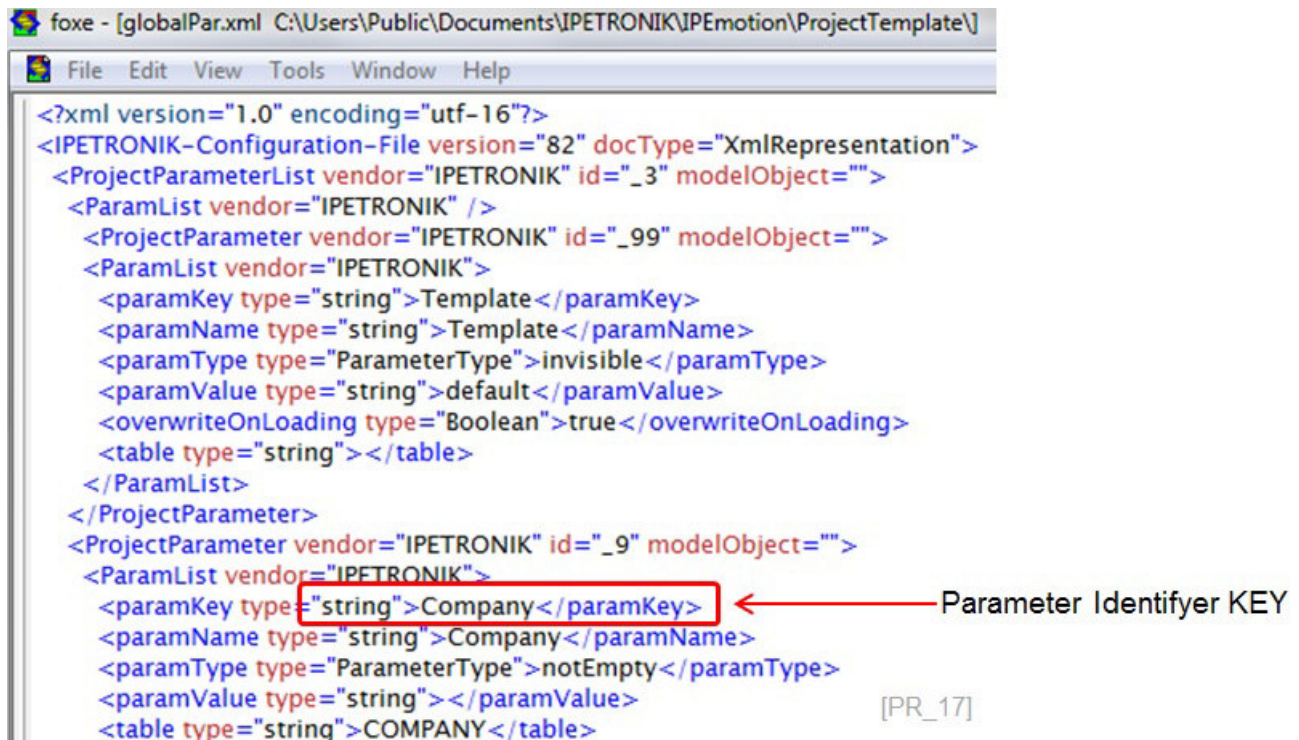 foxe - [globalPar.xml C:\Users\Public\Documents\IPETRONIK\IPEmotion\ProjectTemplate\]
File Edit View Tools Window Help
<?xml version="1.0" encoding="utf-16"?>
<IPETRONIK-Configuration-File version="82" docType="XmlRepresentation">
<ProjectParameterList vendor="IPETRONIK" id="_3" modelObject="">
<ParamList vendor="IPETRONIK" />
<ProjectParameter vendor="IPETRONIK" id="_99" modelObject="">
<ParamList vendor="IPETRONIK">
<paramKey type="string">Template</paramKey>
<paramName type="string">Template</paramName>
<paramType type="ParameterType">invisible</paramType>
<paramValue type="string">default</paramValue>
<overwriteOnLoading type="Boolean">true</overwriteOnLoading>
<table type="string"></table>
</ParamList>
</ProjectParameter>
<ProjectParameter vendor="IPETRONIK" id="_9" modelObject="">
<ParamList vendor="IPETRONIK">
<paramKey type="string">Company</paramKey>
Parameter Identifyer KEY
<paramName type="string">Company</paramName>
<paramType type="ParameterType">notEmpty</paramType>
<paramValue type="string"></paramValue>
[PR_17]
<table type="string">COMPANY</table>